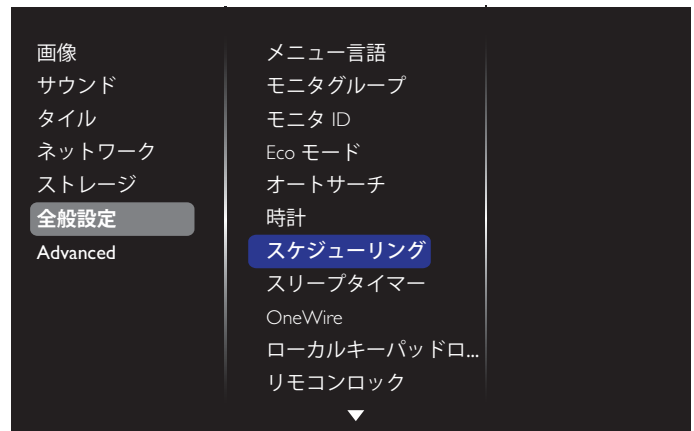 画像
サウンド
タイル
ネットワーク
ストレージ
全般設定
Advanced
メニュー言語
モニタグループ
モニタ ID
Eco モード
オートサーチ
時計
スケジューリング
スリープタイマー
OneWire
ローカルキーパッドロ...
リモコンロック